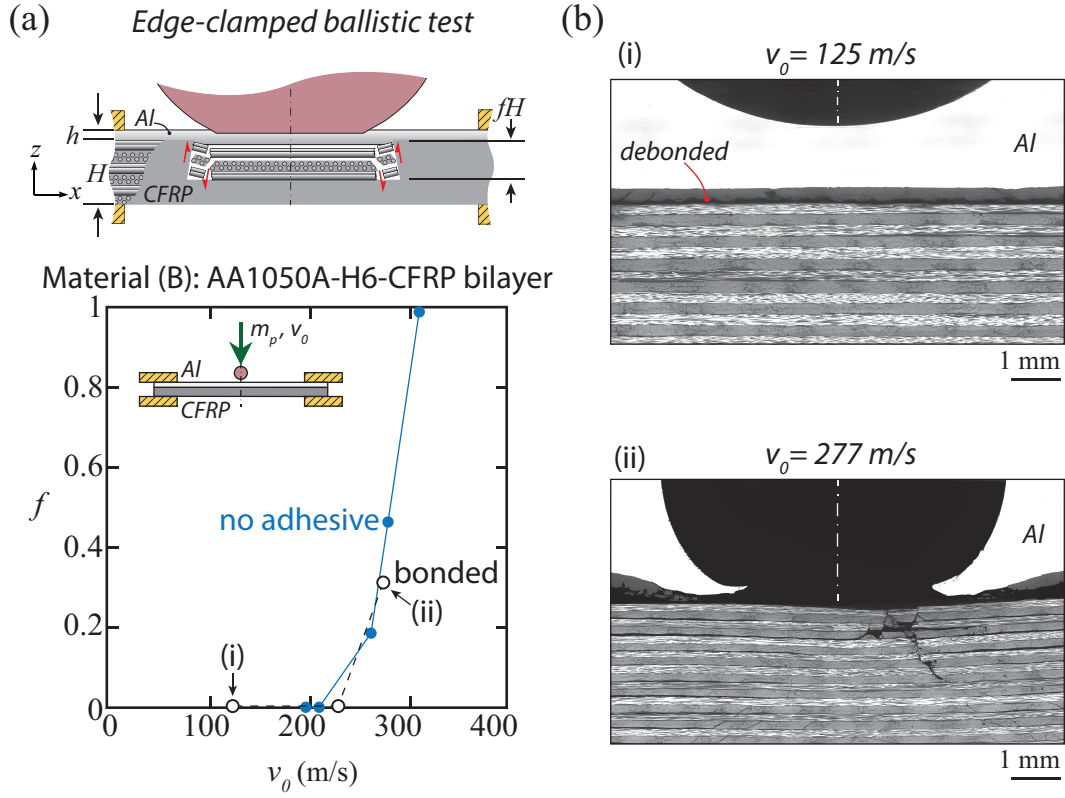 (a)
Edge-clamped ballistic test
Al
h
fH
z
H
x
CFRP
Material (B): AA1050A-H6-CFRP bilayer
1
0.8
0.6
0.4
0.2
0
f
m_p, v_0
Al
CFRP
no adhesive
bonded
(ii)
(i)
0 100 200 300 400
v_0 (m/s)
(b)
(i)
v_0= 125 m/s
Al
debonded
1 mm
(ii)
v_0= 277 m/s
Al
1 mm